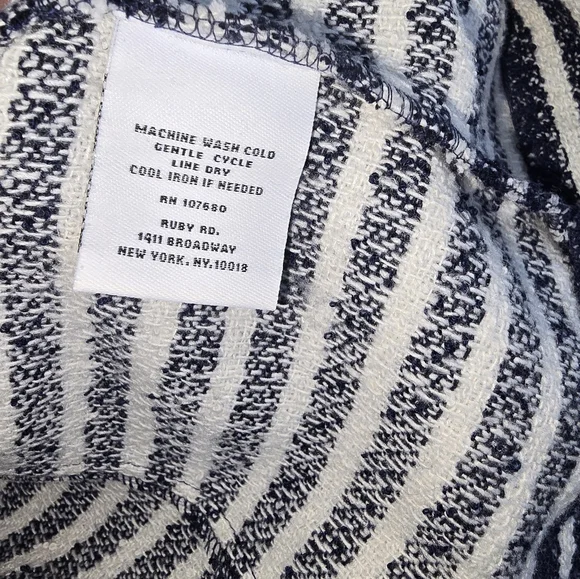 MACHINE WASH COLD
GENTLE CYCLE
LINE DRY
COOL IRON IF NEEDED
RN 107680
RUBY RD.
1411 BROADWAY
NEW YORK. NY.10018